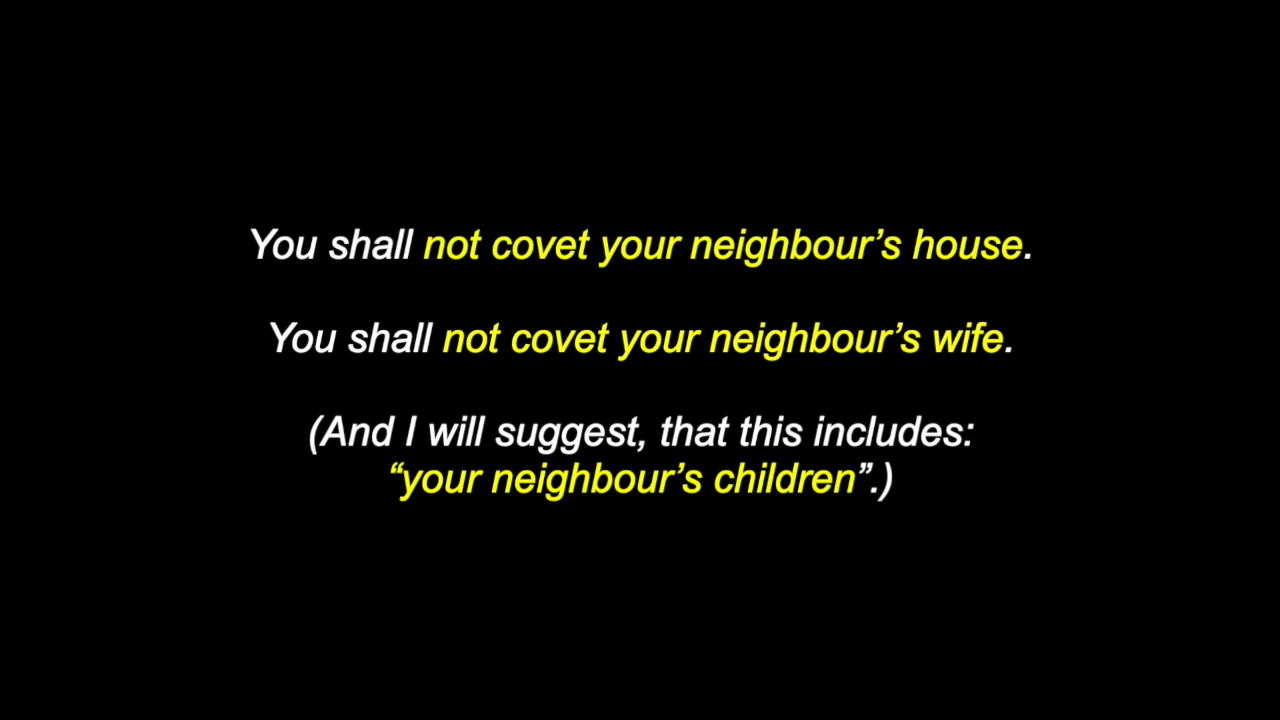 You shall not covet your neighbour’s house.
You shall not covet your neighbour’s wife.
(And I will suggest, that this includes:
“your neighbour’s children”.)